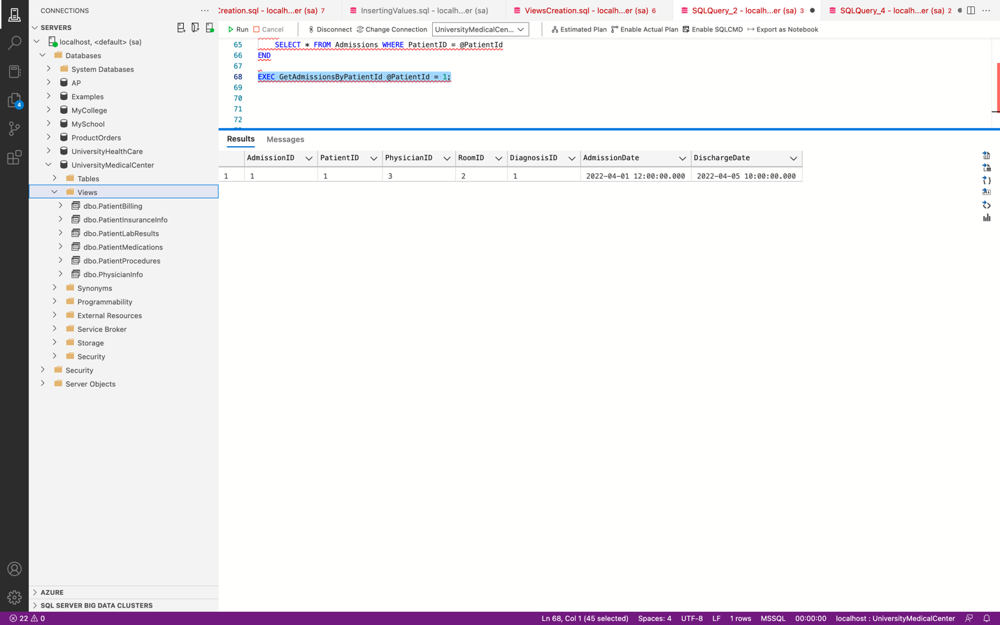 CONNECTIONS
Creation.sql - localh...er (sa) 7
InsertingValues.sql - localh...er (sa)
ViewsCreation.sql - localh...er (sa) 6
SQLQuery_2 - localh...er (sa) 3
SQLQuery_4 - localh...er (sa) 2
SERVERS
Run Cancel Disconnect Change Connection UniversityMedicalCen... Estimated Plan Enable Actual Plan Enable SQLCMD Export as Notebook
localhost, <default> (sa)
Databases
System Databases
AP
Examples
MyCollege
MySchool
ProductOrders
UniversityHealthCare
UniversityMedicalCenter
Tables
Views
dbo.PatientBilling
dbo.PatientInsuranceInfo
dbo.PatientLabResults
dbo.PatientMedications
dbo.PatientProcedures
dbo.PhysicianInfo
Synonyms
Programmability
External Resources
Service Broker
Storage
Security
Security
Server Objects
4
AZURE
SQL SERVER BIG DATA CLUSTERS
65 SELECT * FROM Admissions WHERE PatientID = @PatientId
66 END
67
68 EXEC GetAdmissionsByPatientId @PatientId = 1;
69
70
71
72
Results Messages
AdmissionID PatientID PhysicianID RoomID DiagnosisID AdmissionDate DischargeDate
1 1 1 3 2 1 2022-04-01 12:00:00.000 2022-04-05 10:00:00.000
22 0 Ln 68, Col 1 (45 selected) Spaces: 4 UTF-8 LF 1 rows MSSQL 00:00:00 localhost : UniversityMedicalCenter